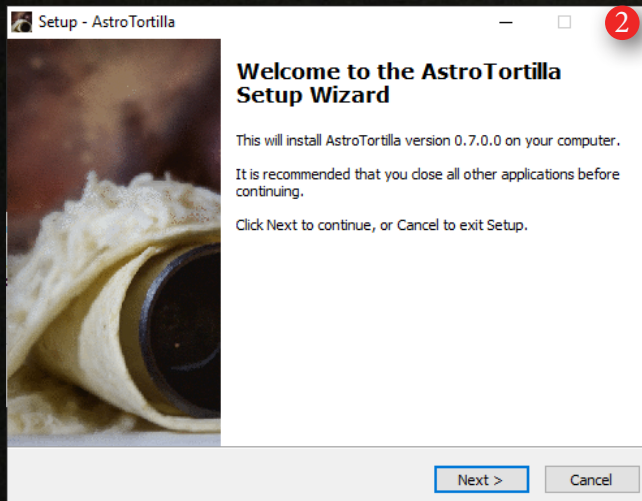 Setup - AstroTortilla
2
Welcome to the AstroTortilla
Setup Wizard
This will install AstroTortilla version 0.7.0.0 on your computer.
It is recommended that you close all other applications before
continuing.
Click Next to continue, or Cancel to exit Setup.
Next >
Cancel